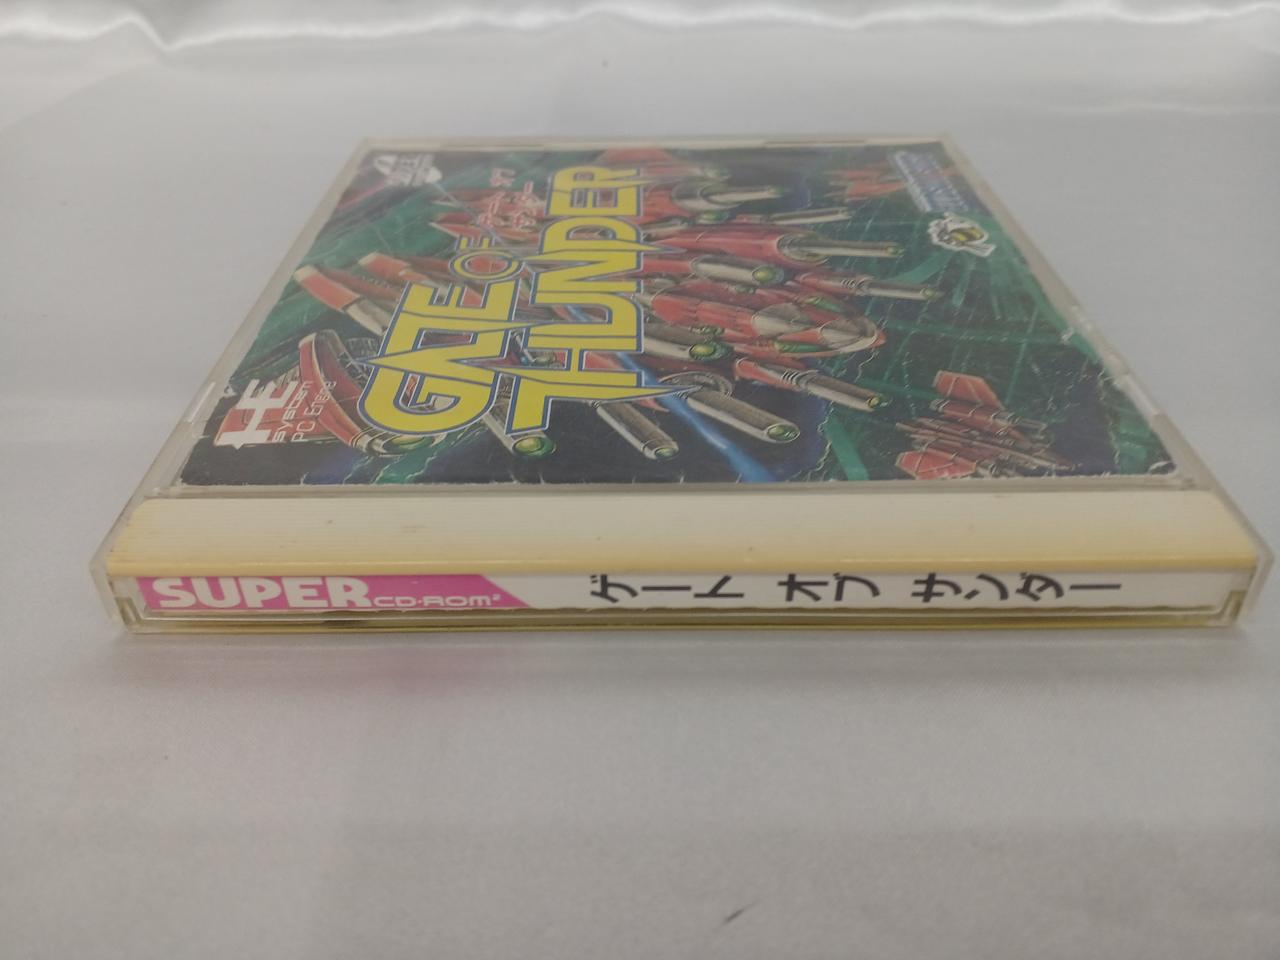 GATE OF
THUNDER
ゲート オブ
サンダー
HE
System
PC Engine
SUPER CD-ROM²
ゲート オブ サンダー